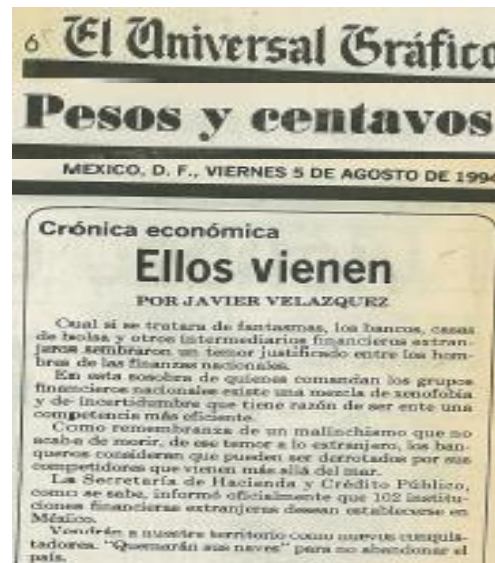 6 El Universal Gráfico
Pesos y centavos
MEXICO, D. F., VIERNES 5 DE AGOSTO DE 1994
Crónica económica
Ellos vienen
POR JAVIER VELAZQUEZ
Cual si se tratara de fantasmas, los bancos, casas
de bolsa y otros intermediarios financieros extran-
jeros sembraron un temor justificado entre los hom-
bres de las finanzas nacionales.
En esta sosobra de quienes comandan los grupos
financieros nacionales existe una mezcla de xenofobia
y de incertidumbre que tiene razón de ser ente una
competencia más eficiente.
Como remembranza de un malinchismo que no
acaba de morir, de ese temor a lo extranjero, los ban-
queros consideran que pueden ser derrotados por sus
competidores que vienen más allá del mar.
La Secretaría de Hacienda y Crédito Público,
como se sabe, informó oficialmente que 102 institu-
ciones financieras extranjeras desean establecerse en
México.
Vendrán a nuestro territorio como nuevos conquis-
tadores. "Quemarán sus naves" para no abandonar el
país.